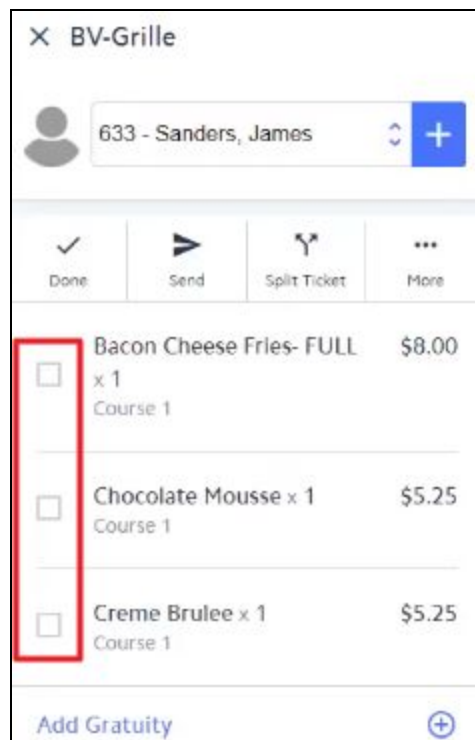 BV-Grille
633 - Sanders, James
Done Send Split Ticket More
Bacon Cheese Fries- FULL $8.00
x 1
Course 1
Chocolate Mousse x 1 $5.25
Course 1
Creme Brulee x 1 $5.25
Course 1
Add Gratuity